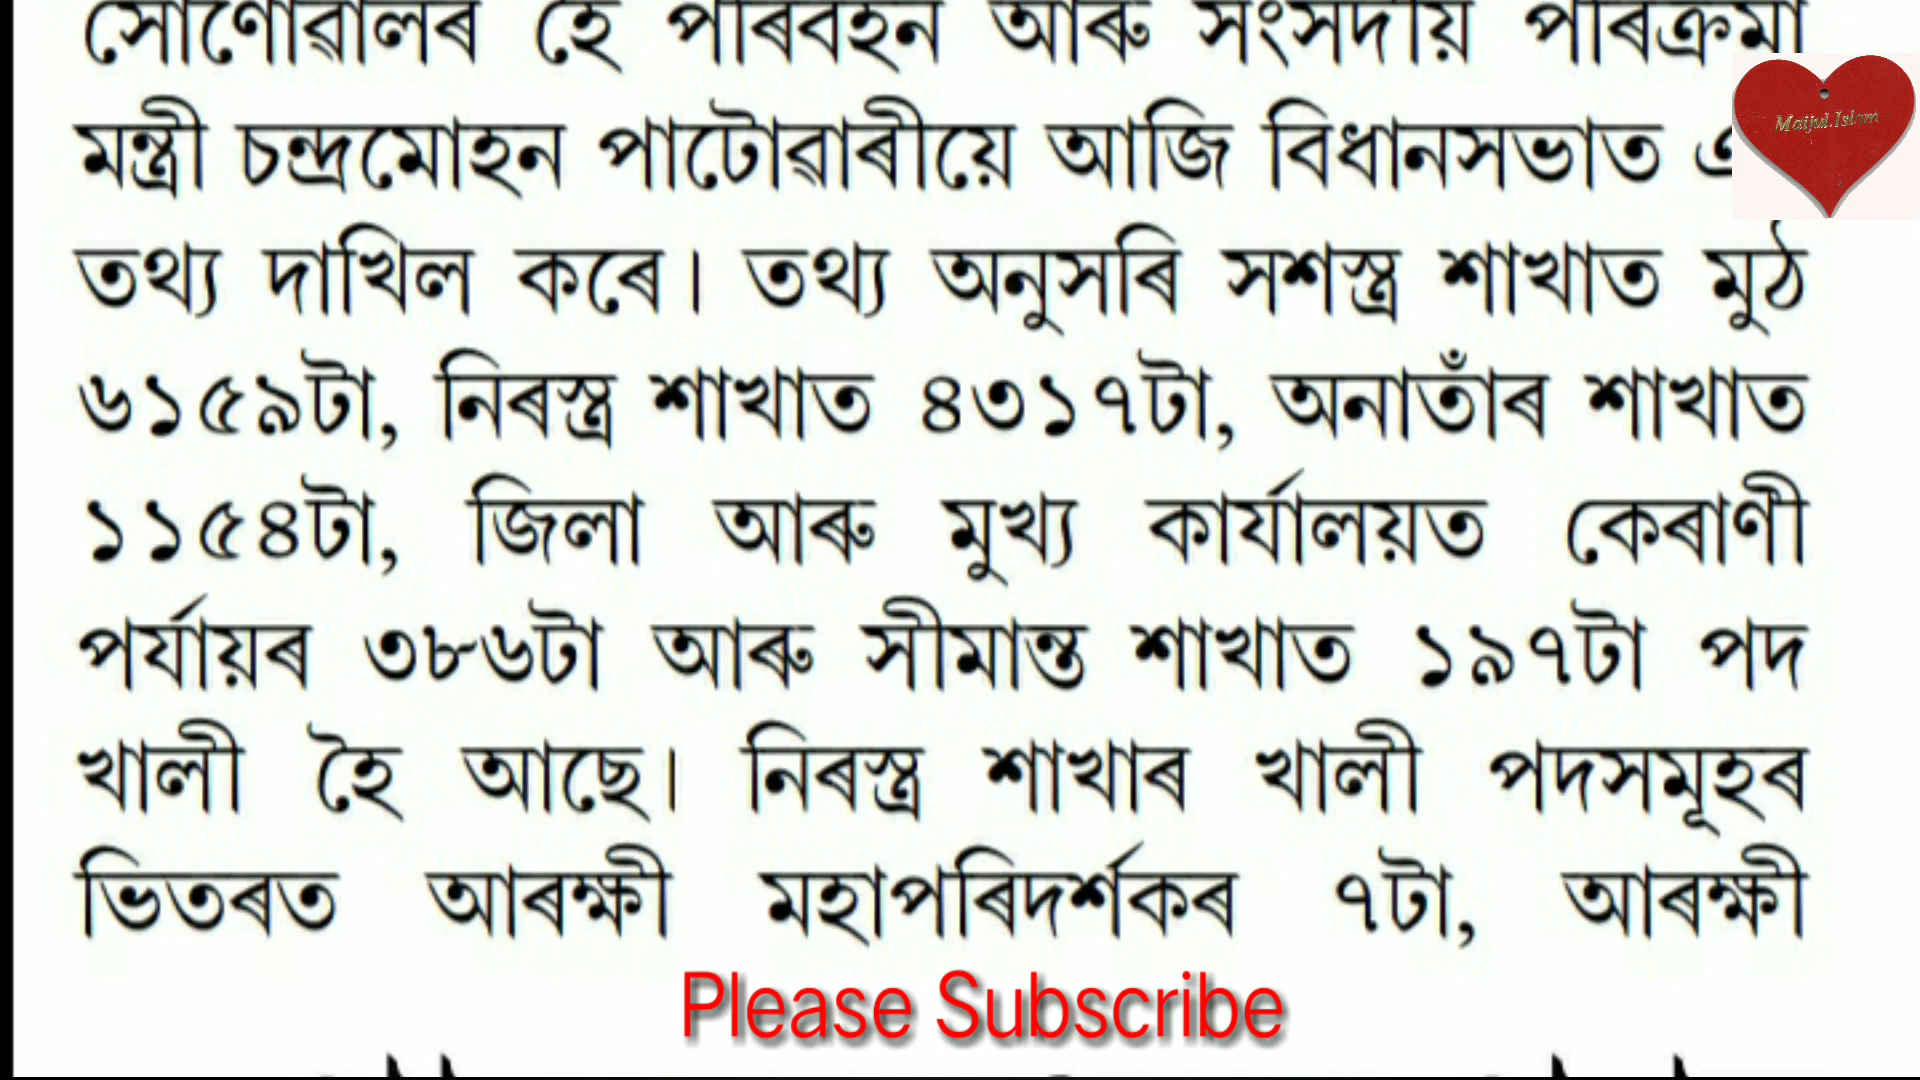 সোণোৱালৰ হৈ পৰিবহন আৰু সংসদীয় পৰিক্ৰমা
মন্ত্ৰী চন্দ্ৰমোহন পাটোৱাৰীয়ে আজি বিধানসভাত
তথ্য দাখিল কৰে। তথ্য অনুসৰি সশস্ত্ৰ শাখাত মুঠ
৬১৫৯টা, নিৰস্ত্ৰ শাখাত ৪৩১৭টা, অনাতাঁৰ শাখাত
১১৫৪টা, জিলা আৰু মুখ্য কাৰ্যালয়ত কেৰাণী
পৰ্যায়ৰ ৩৮৬টা আৰু সীমান্ত শাখাত ১৯৭টা পদ
খালী হৈ আছে। নিৰস্ত্ৰ শাখাৰ খালী পদসমূহৰ
ভিতৰত আৰক্ষী মহাপৰিদৰ্শকৰ ৭টা, আৰক্ষী
Maijul.Islam
Please Subscribe